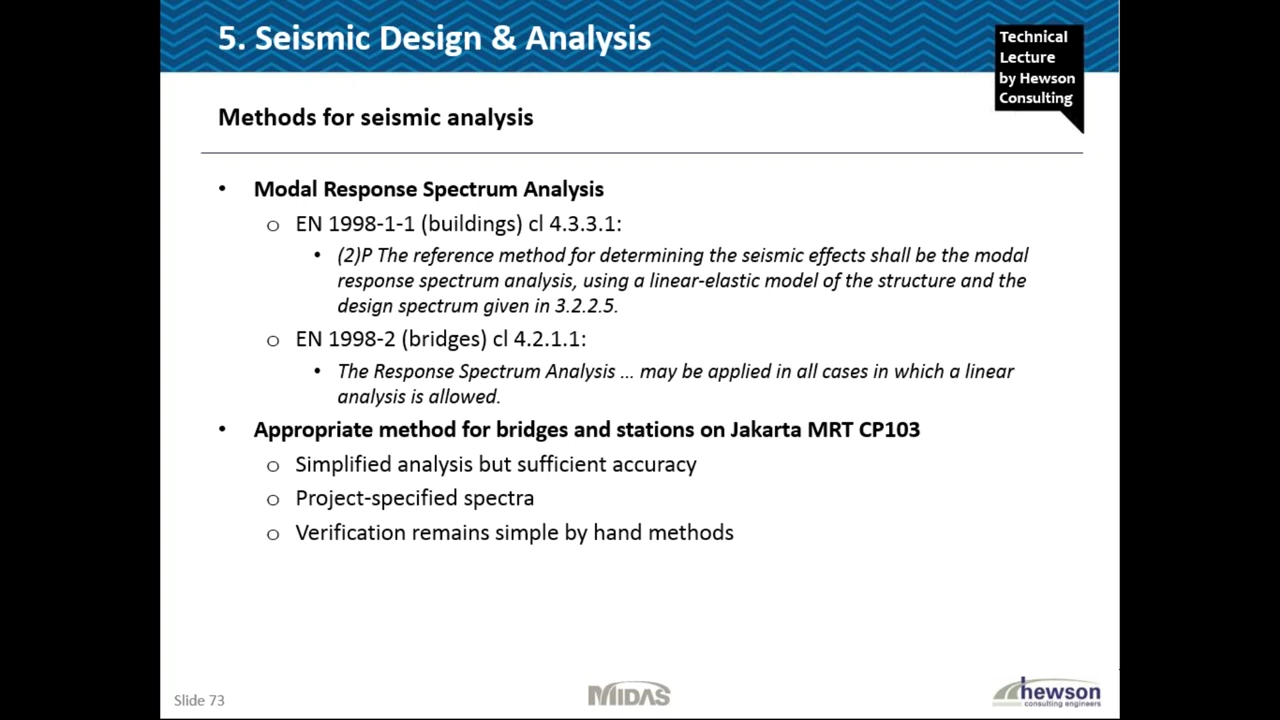 5. Seismic Design & Analysis
Technical
Lecture
by Hewson
Consulting
Methods for seismic analysis
• Modal Response Spectrum Analysis
o EN 1998-1-1 (buildings) cl 4.3.3.1:
• (2)P The reference method for determining the seismic effects shall be the modal
response spectrum analysis, using a linear-elastic model of the structure and the
design spectrum given in 3.2.2.5.
o EN 1998-2 (bridges) cl 4.2.1.1:
• The Response Spectrum Analysis ... may be applied in all cases in which a linear
analysis is allowed.
• Appropriate method for bridges and stations on Jakarta MRT CP103
o Simplified analysis but sufficient accuracy
o Project-specified spectra
o Verification remains simple by hand methods
Slide 73
MIDAS
hewson
consulting engineers